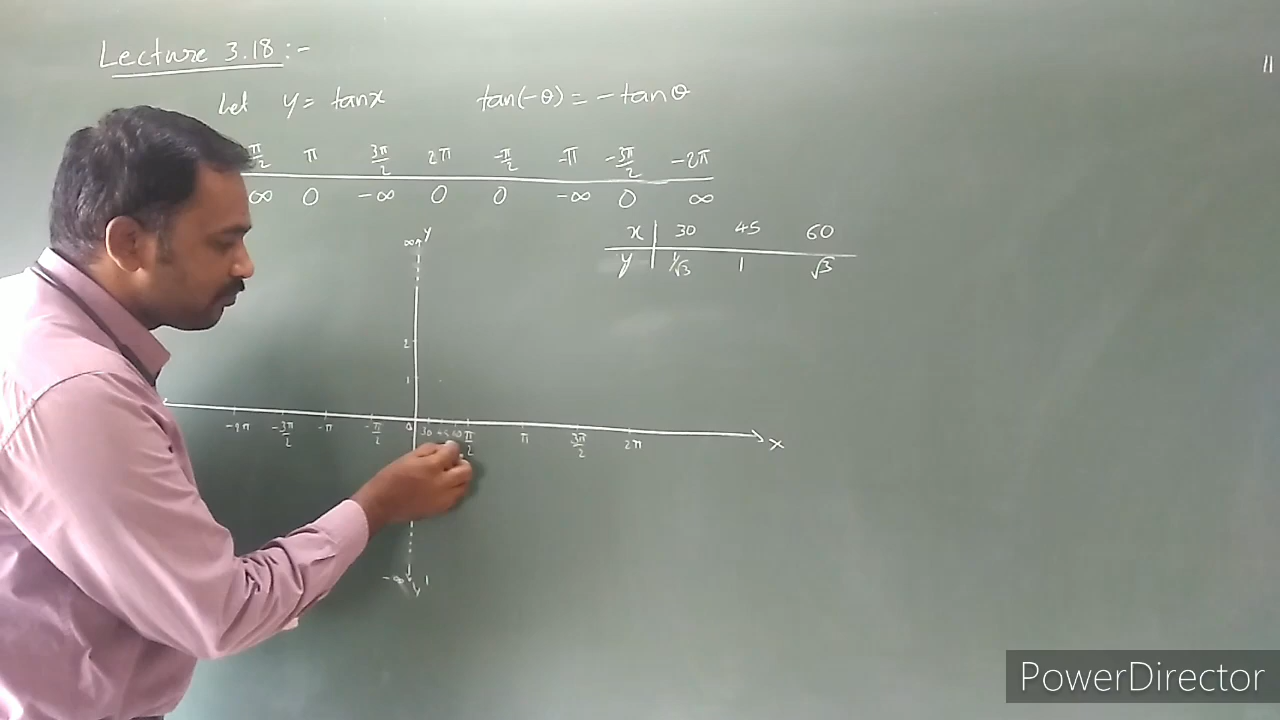 Lecture 3.18:-
11
Let y = tanx tan(-θ) = -tanθ
π/2 π 3π/2 2π -π/2 -π -3π/2 -2π
∞ 0 -∞ 0 0 -∞ 0 ∞
x 30 45 60
y 1/√3 1 √3
∞ y
2
1
-2π -3π/2 -π -π/2 0 30 45 60 π/2 π 3π/2 2π x
-∞ y'
PowerDirector